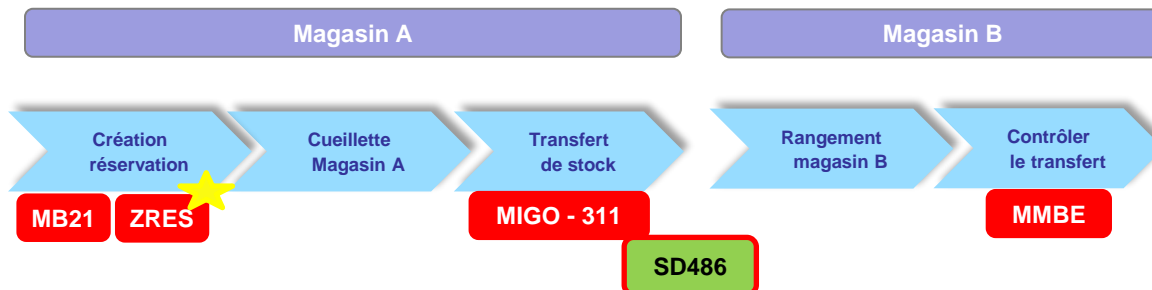 Magasin A
Magasin B
Création
réservation
Cueillette
Magasin A
Transfert
de stock
Rangement
magasin B
Contrôler
le transfert
MB21
ZRES
MIGO - 311
MMBE
SD486